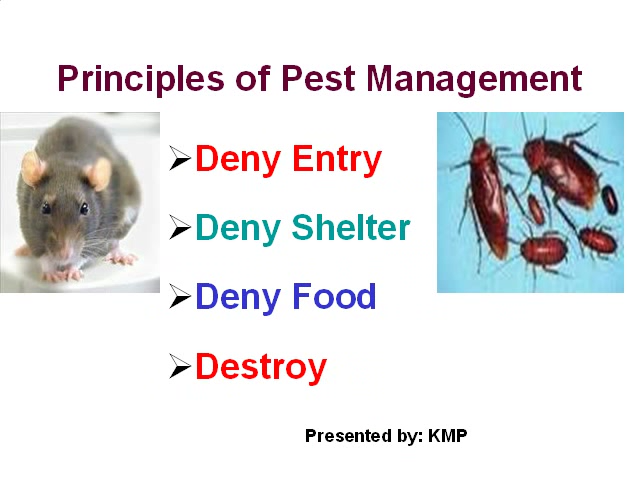 Principles of Pest Management
➢Deny Entry
➢Deny Shelter
➢Deny Food
➢Destroy
Presented by: KMP